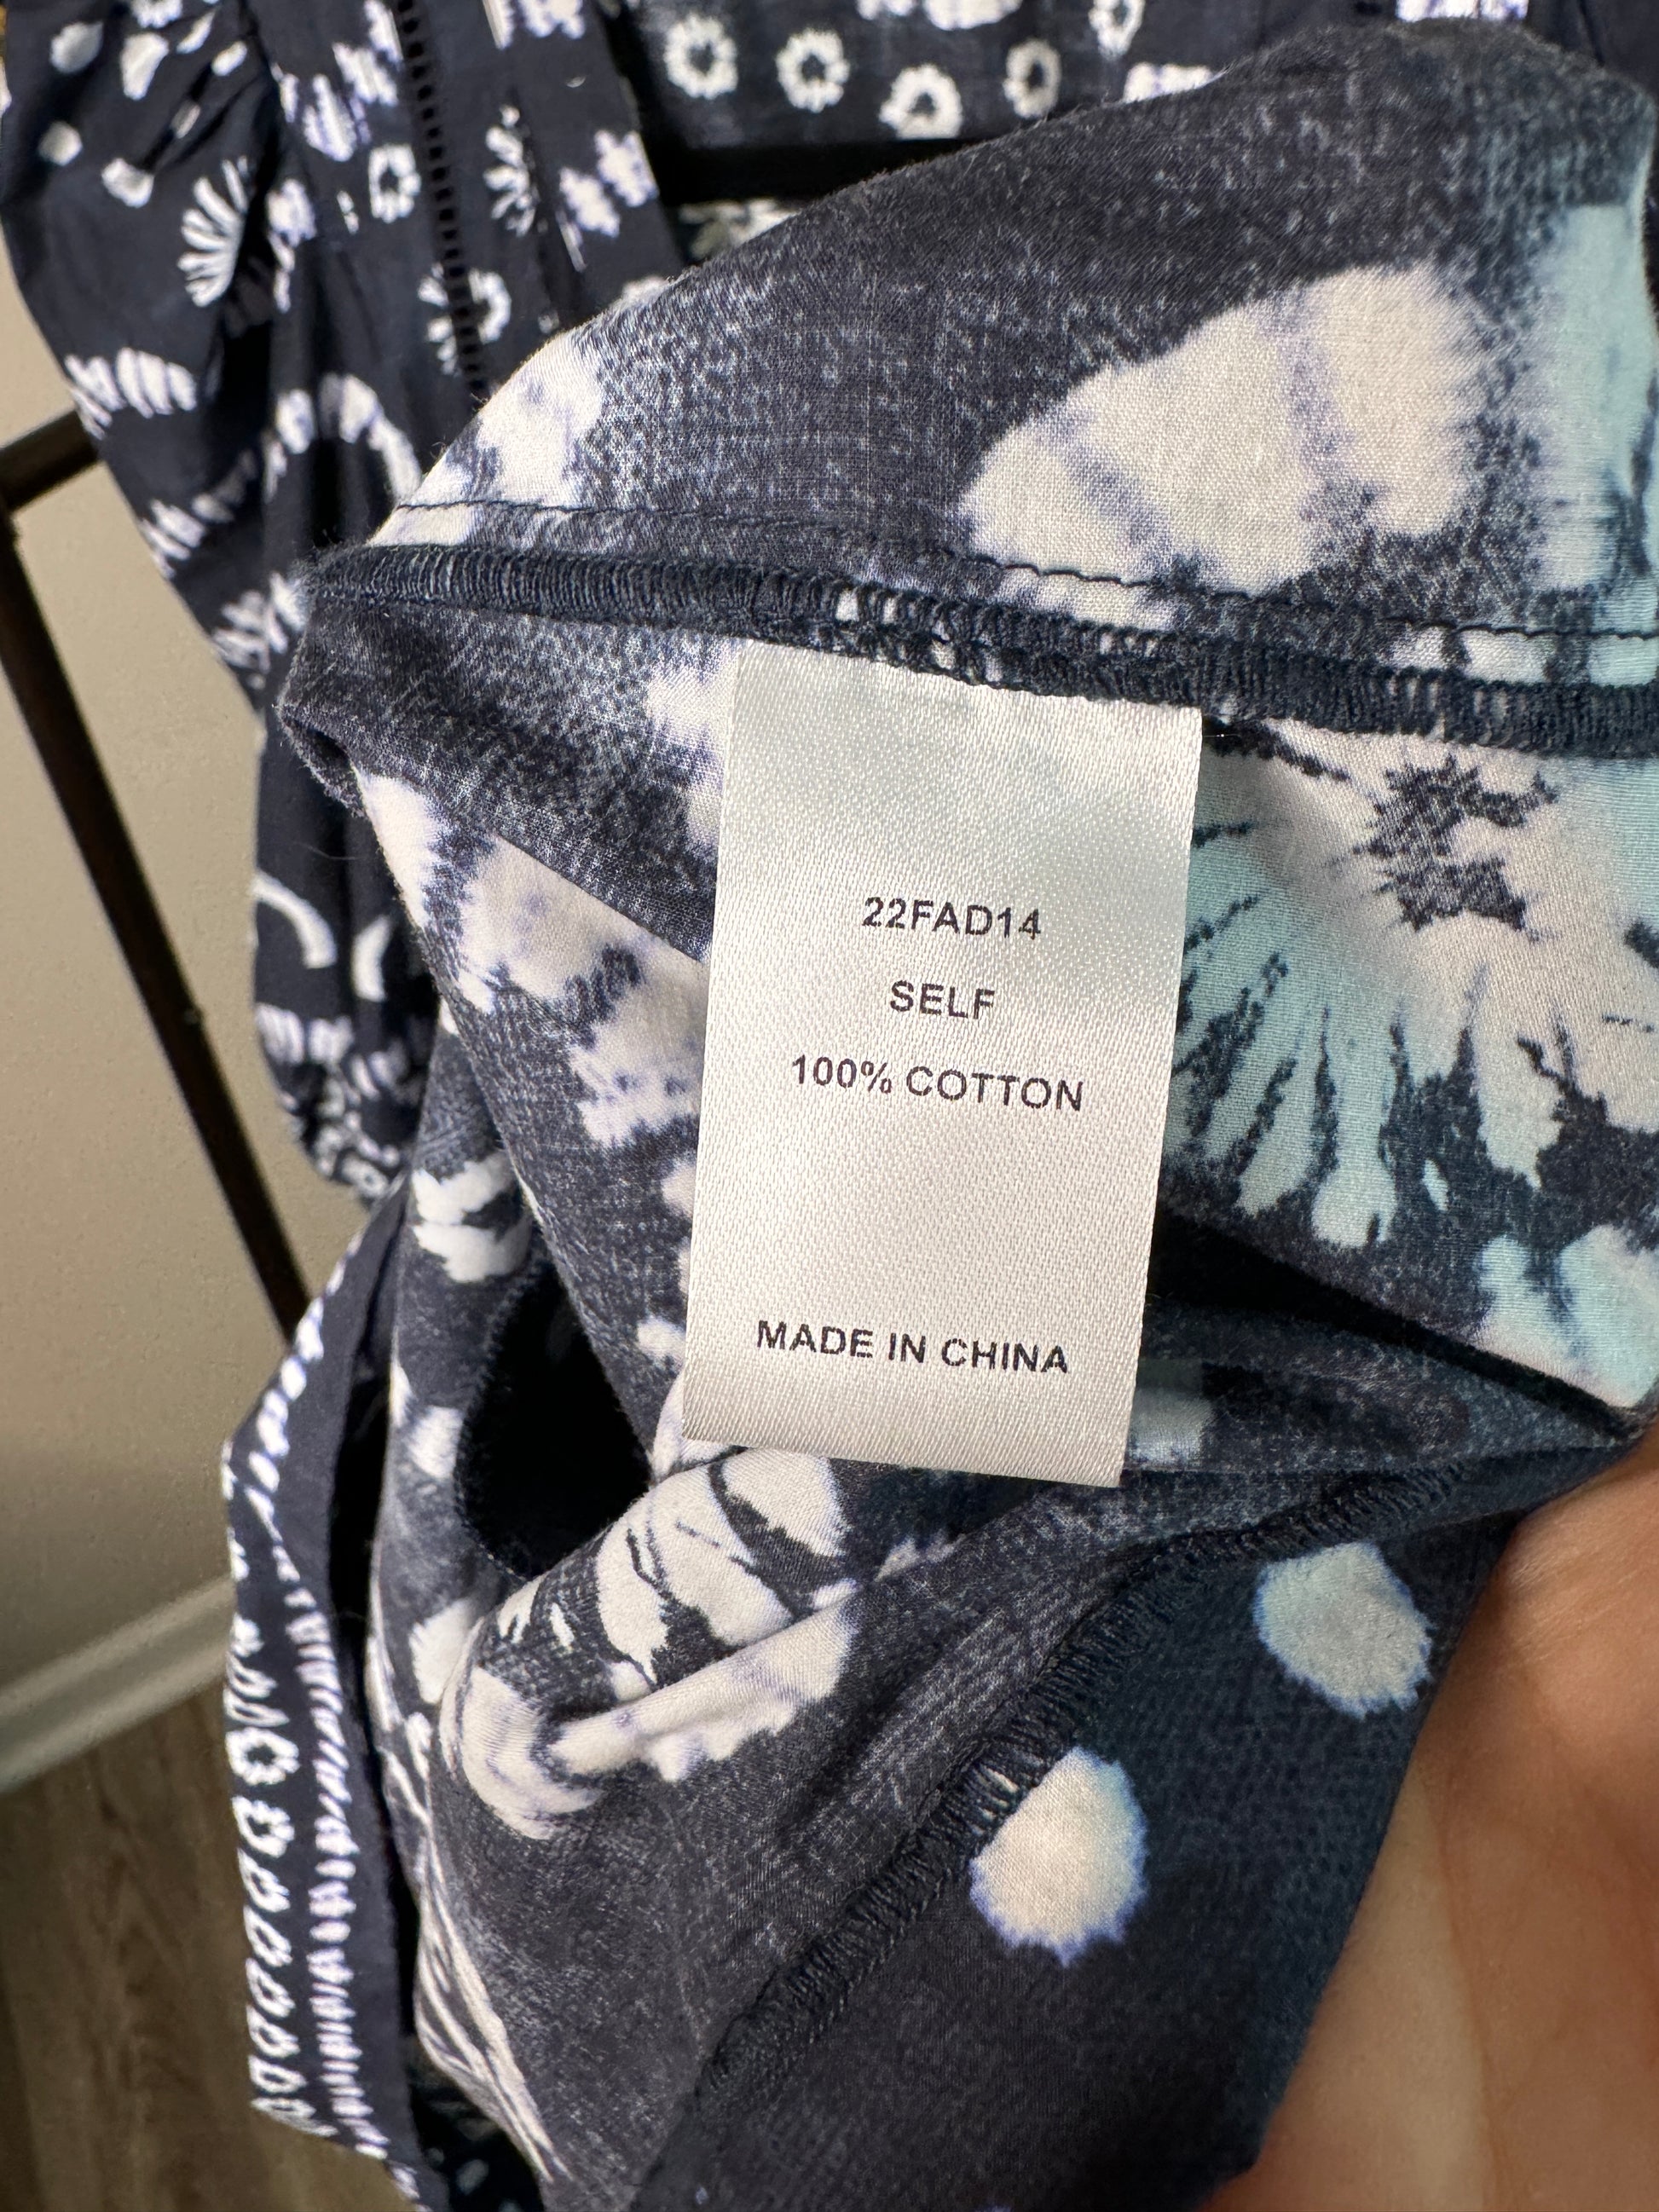 22FAD14
SELF
100% COTTON
MADE IN CHINA